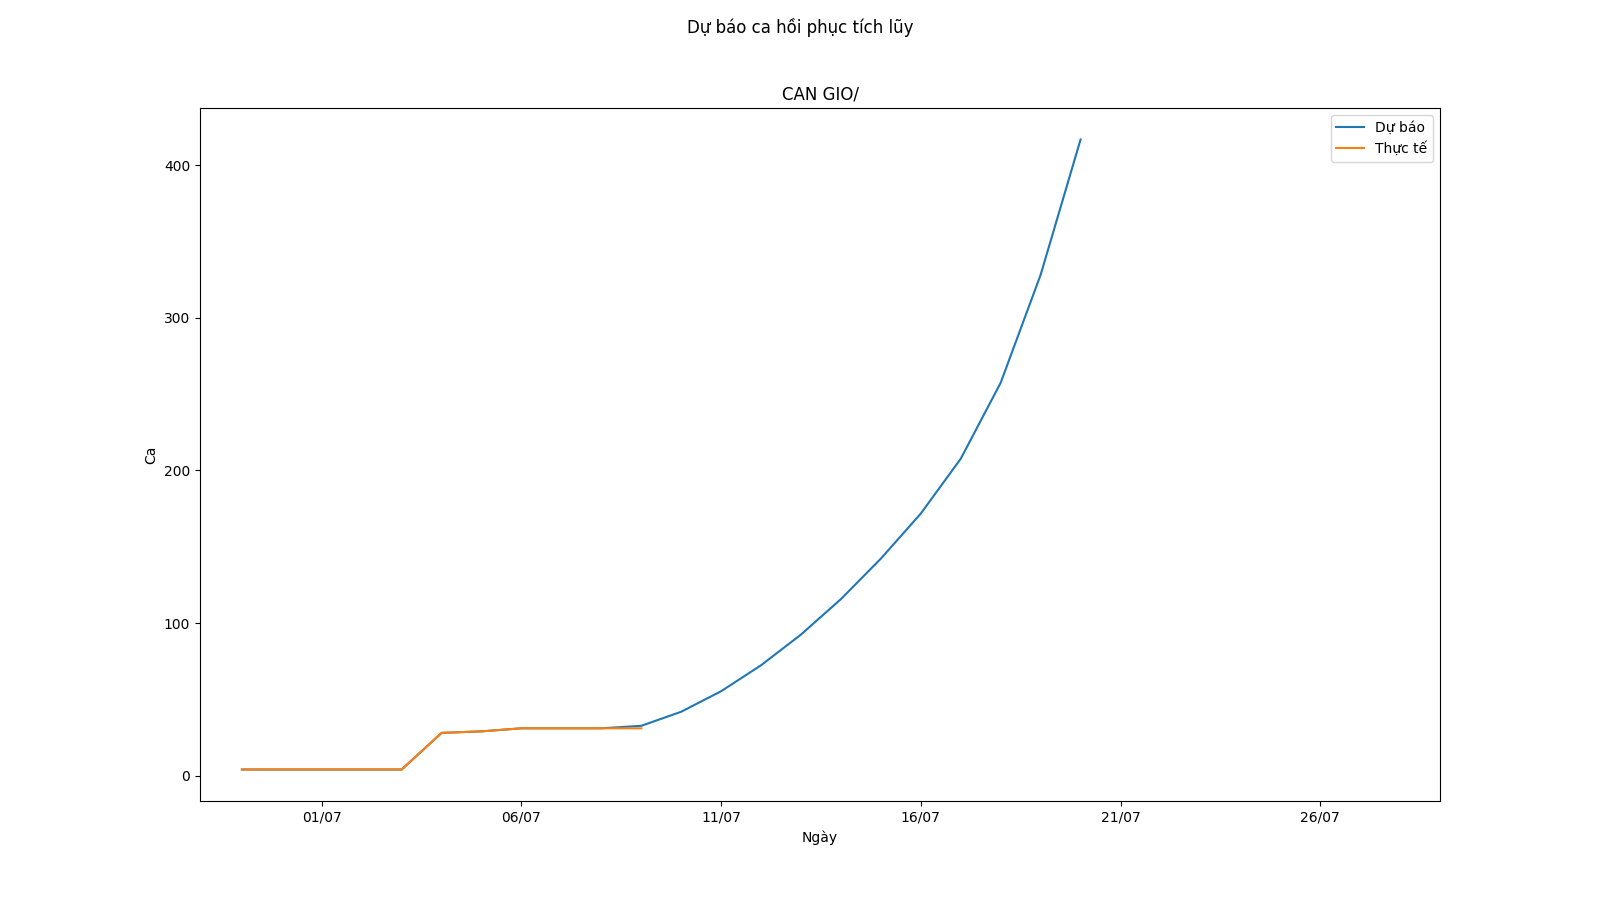 Dự báo ca hồi phục tích lũy
CAN GIO/
Dự báo
Thực tế
400
300
200
100
0
Ca
01/07 06/07 11/07 16/07 21/07 26/07
Ngày